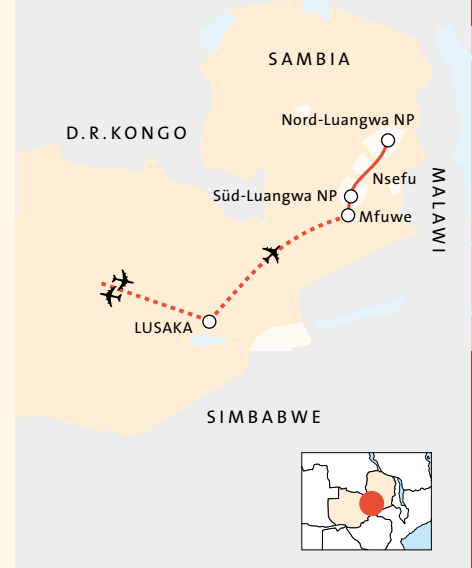 SAMBIA
Nord-Luangwa NP
D.R.KONGO
Nsefu
MALAWI
Süd-Luangwa NP
Mfuwe
LUSAKA
SIMBABWE